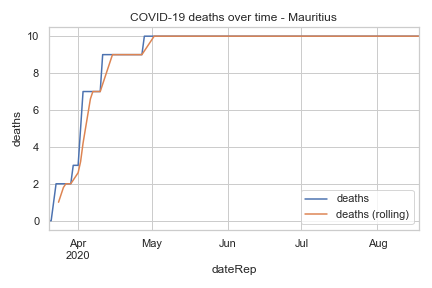 COVID-19 deaths over time - Mauritius
10
8
6
4
2
0
deaths
Apr
2020
May
Jun
Jul
Aug
dateRep
deaths
deaths (rolling)